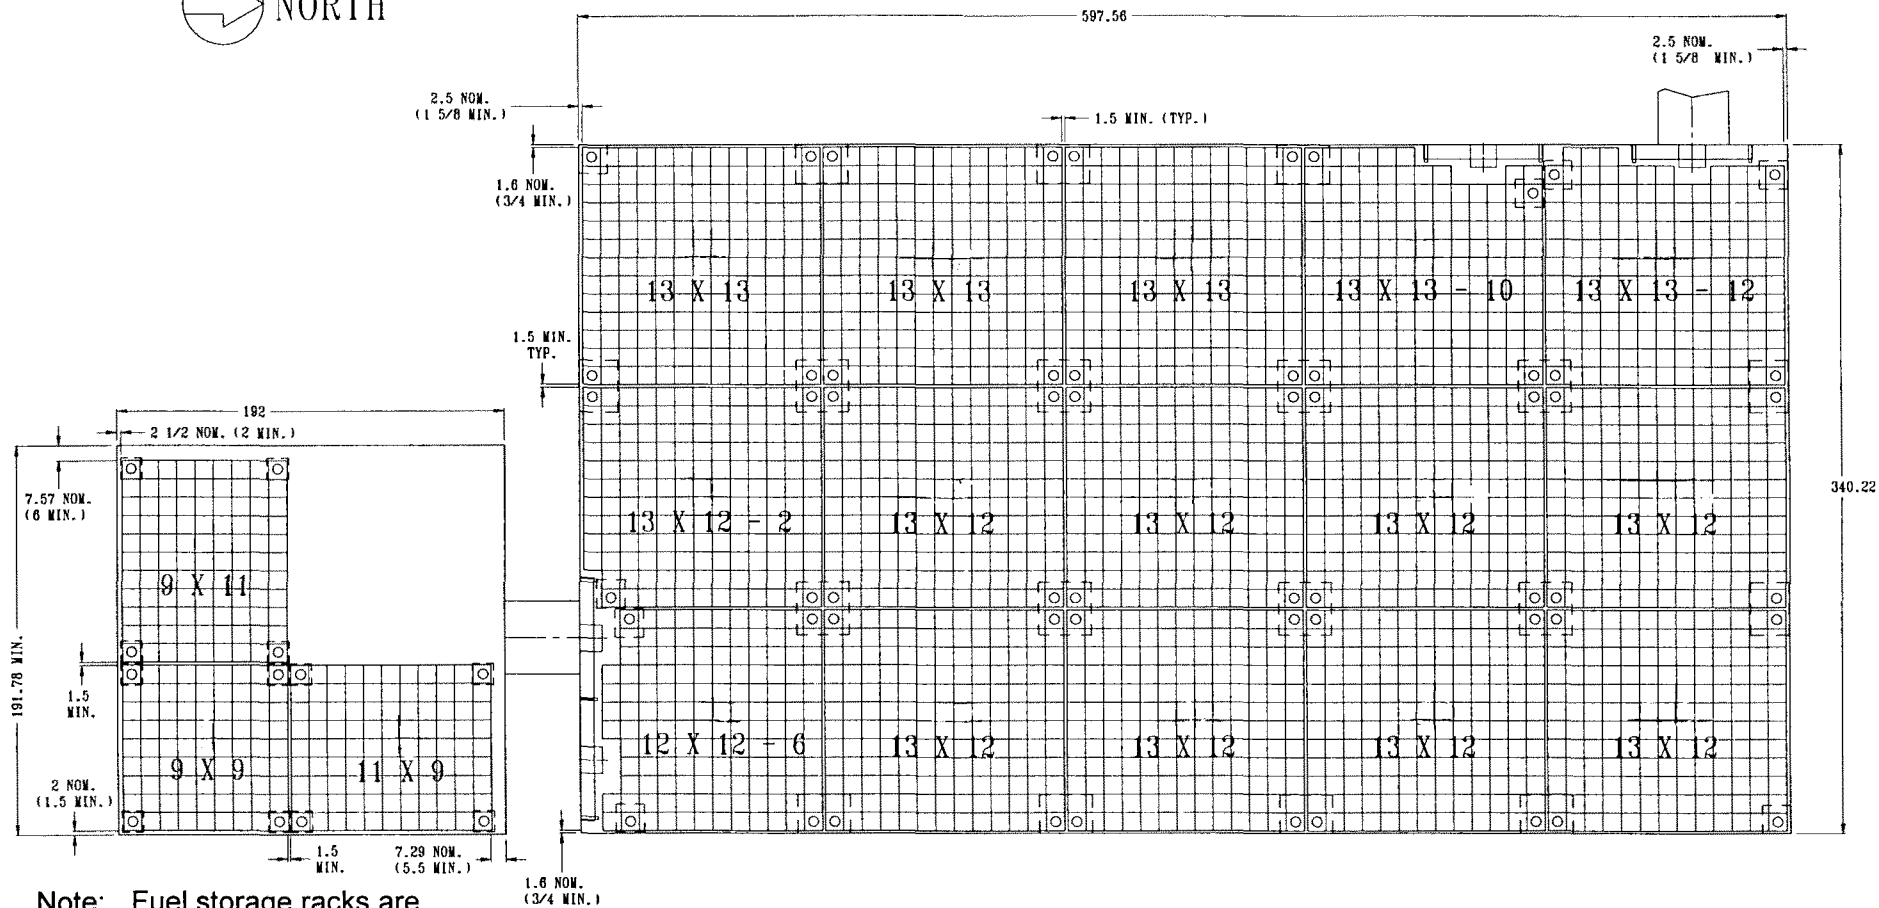 NORTH
597.56
2.5 NOM.
(1 5/8 MIN.)
2.5 NOM.
(1 5/8 MIN.)
1.5 MIN. (TYP.)
1.6 NOM.
(3/4 MIN.)
13 X 13
13 X 13
13 X 13
13 X 13 - 10
13 X 13 - 12
1.5 MIN.
TYP.
192
2 1/2 NOM. (2 MIN.)
7.57 NOM.
(6 MIN.)
340.22
13 X 12 - 2
13 X 12
13 X 12
13 X 12
13 X 12
9 X 11
191.78 MIN.
1.5
MIN.
12 X 12 - 6
13 X 12
13 X 12
13 X 12
13 X 12
9 X 9
11 X 9
2 NOM.
(1.5 MIN.)
1.5
MIN.
7.29 NOM.
(5.5 MIN.)
1.6 NOM.
(3/4 MIN.)
Note: Fuel storage racks are